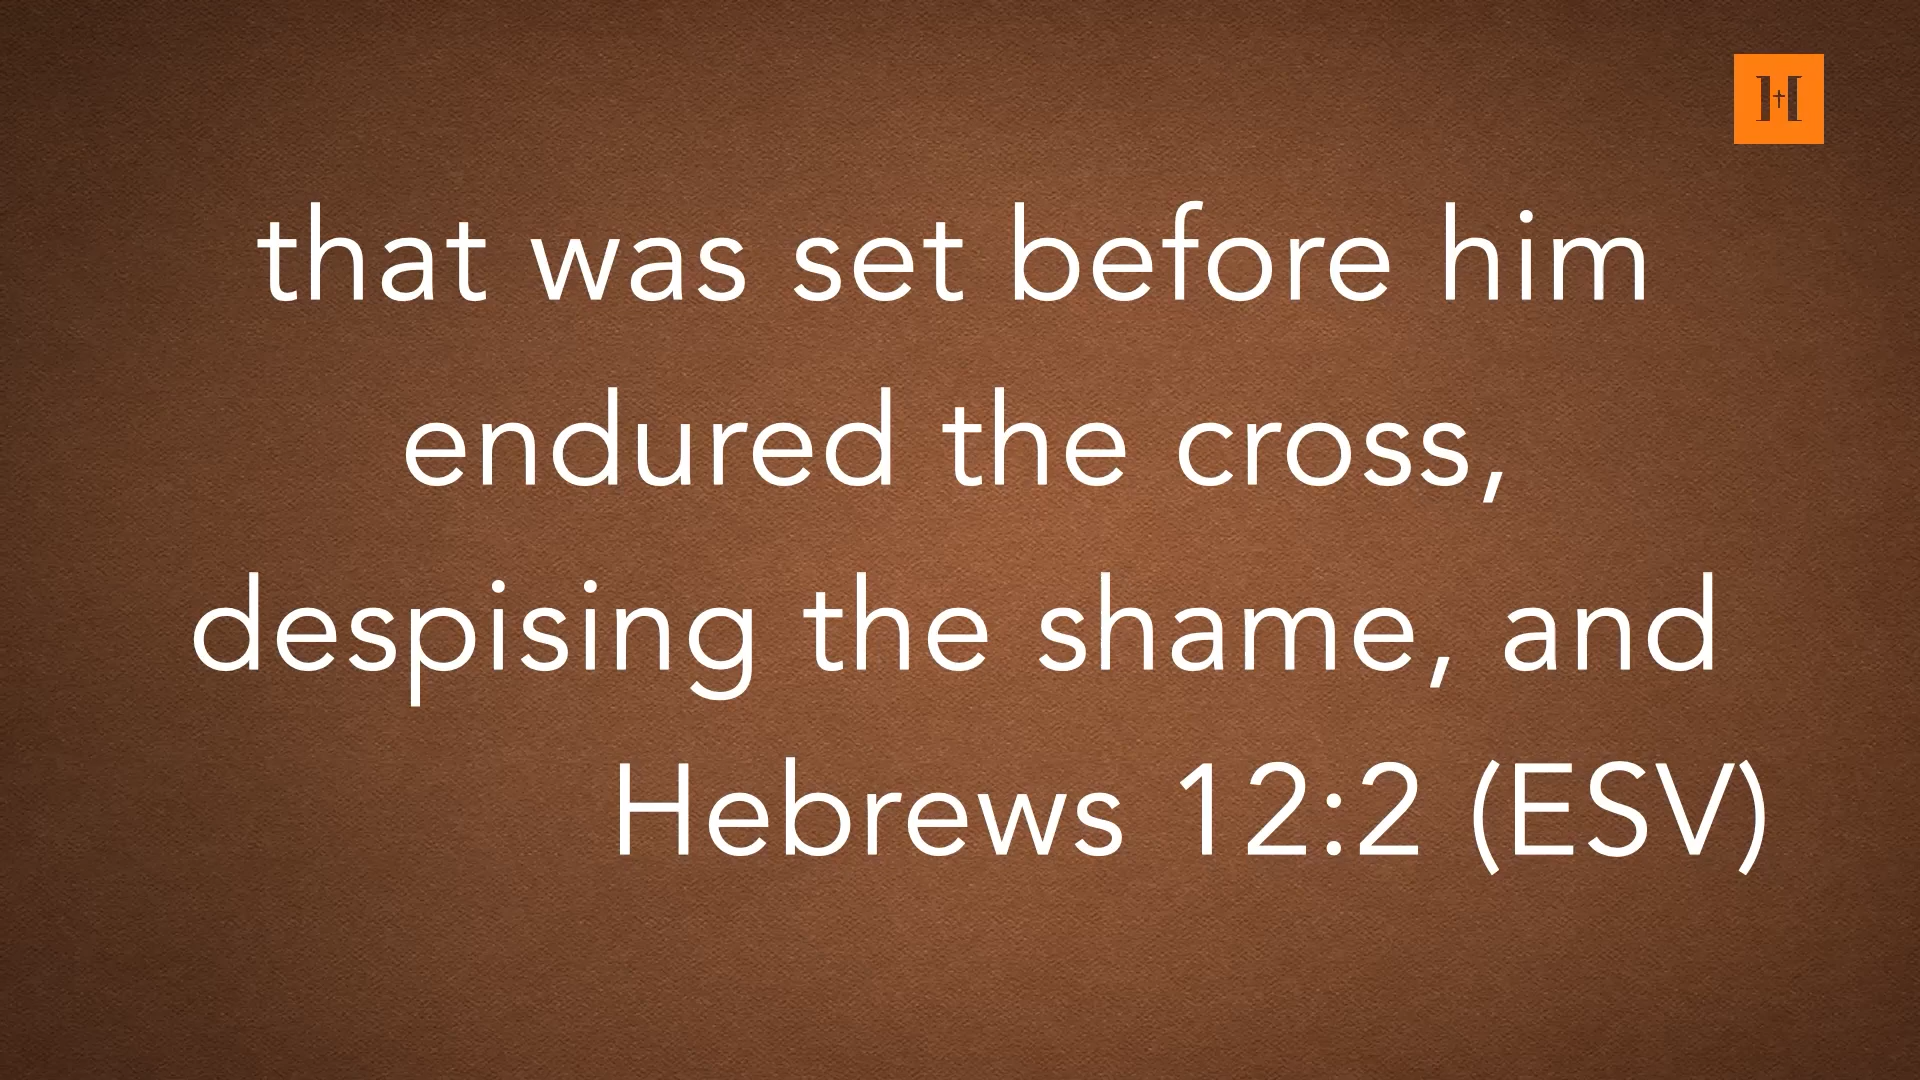 H
that was set before him
endured the cross,
despising the shame, and
Hebrews 12:2 (ESV)